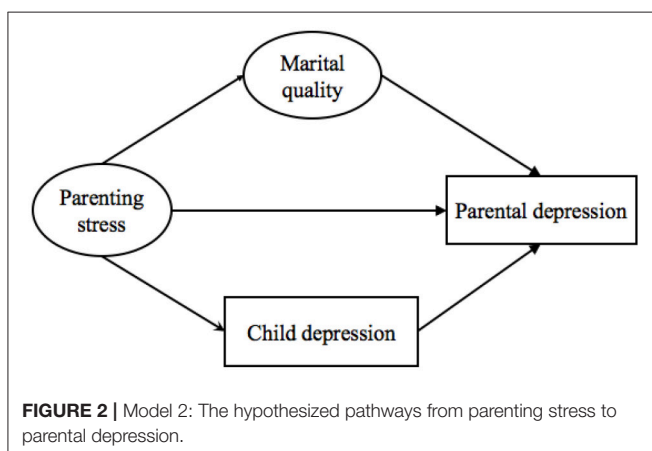 Marital
quality
Parenting
stress
Parental depression
Child depression
FIGURE 2 | Model 2: The hypothesized pathways from parenting stress to
parental depression.